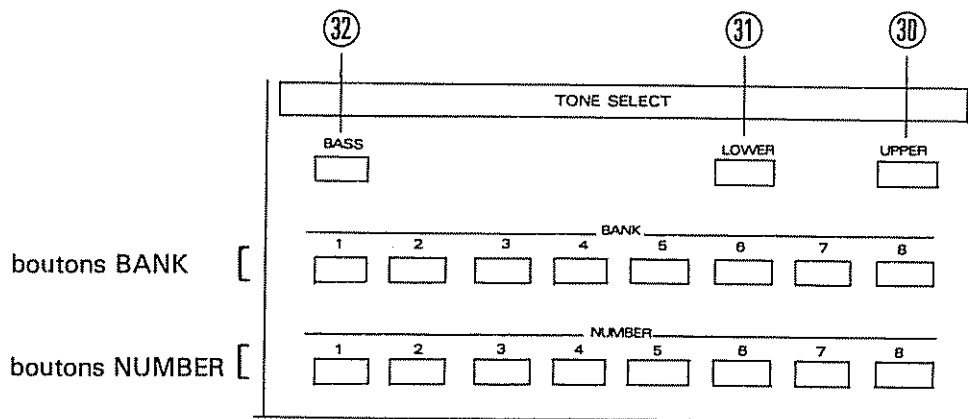 32 31 30
TONE SELECT
BASS LOWER UPPER
BANK
1 2 3 4 5 6 7 8
boutons BANK
NUMBER
1 2 3 4 5 6 7 8
boutons NUMBER